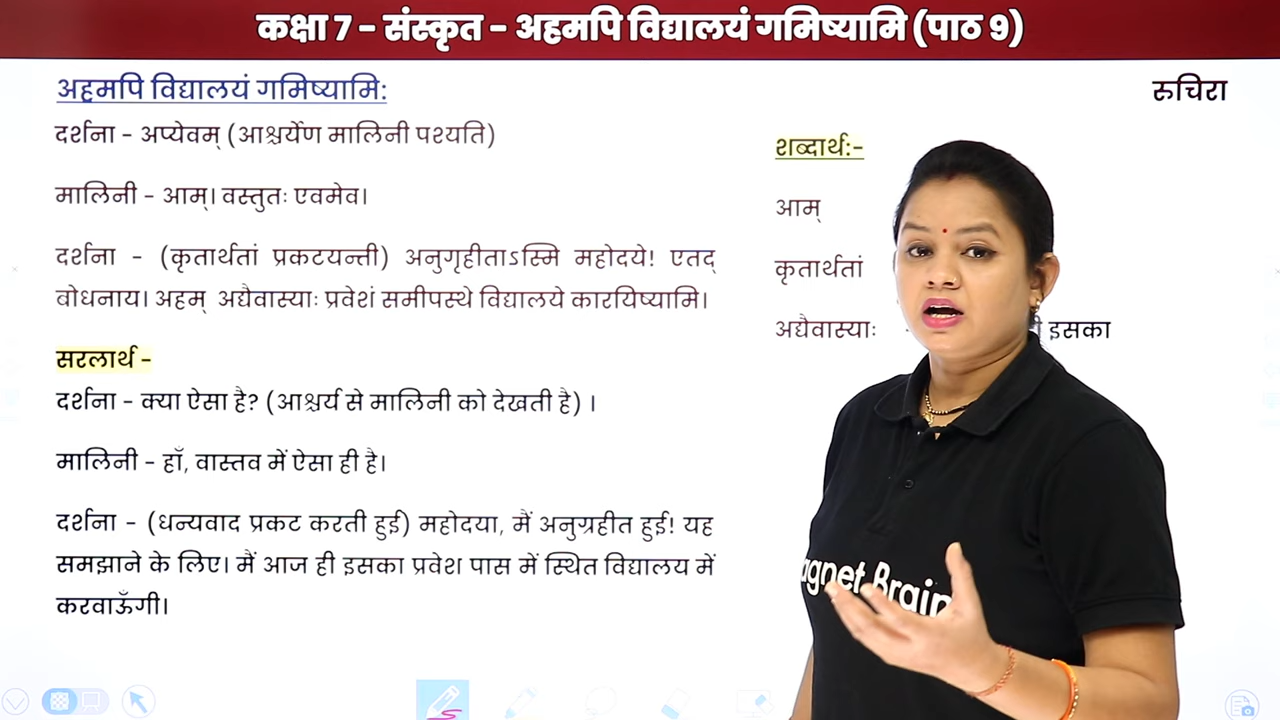 कक्षा 7 - संस्कृत - अहमपि विद्यालयं गमिष्यामि (पाठ 9)
अहमपि विद्यालयं गमिष्यामि:
रुचिरा
दर्शना - अप्येवम् (आश्चर्येण मालिनी पश्यति)
मालिनी - आम्। वस्तुतः एवमेव।
दर्शना - (कृतार्थतां प्रकटयन्ती) अनुगृहीताऽस्मि महोदये! एतद्
बोधनाय। अहम् अद्यैवास्याः प्रवेशं समीपस्थे विद्यालये कारयिष्यामि।
सरलार्थ -
दर्शना - क्या ऐसा है? (आश्चर्य से मालिनी को देखती है) ।
मालिनी - हाँ, वास्तव में ऐसा ही है।
दर्शना - (धन्यवाद प्रकट करती हुई) महोदया, मैं अनुग्रहीत हुई! यह
समझाने के लिए। मैं आज ही इसका प्रवेश पास में स्थित विद्यालय में
करवाऊँगी।
शब्दार्थ:-
आम्
कृतार्थतां
अद्यैवास्याः - इसका
agnet Brain